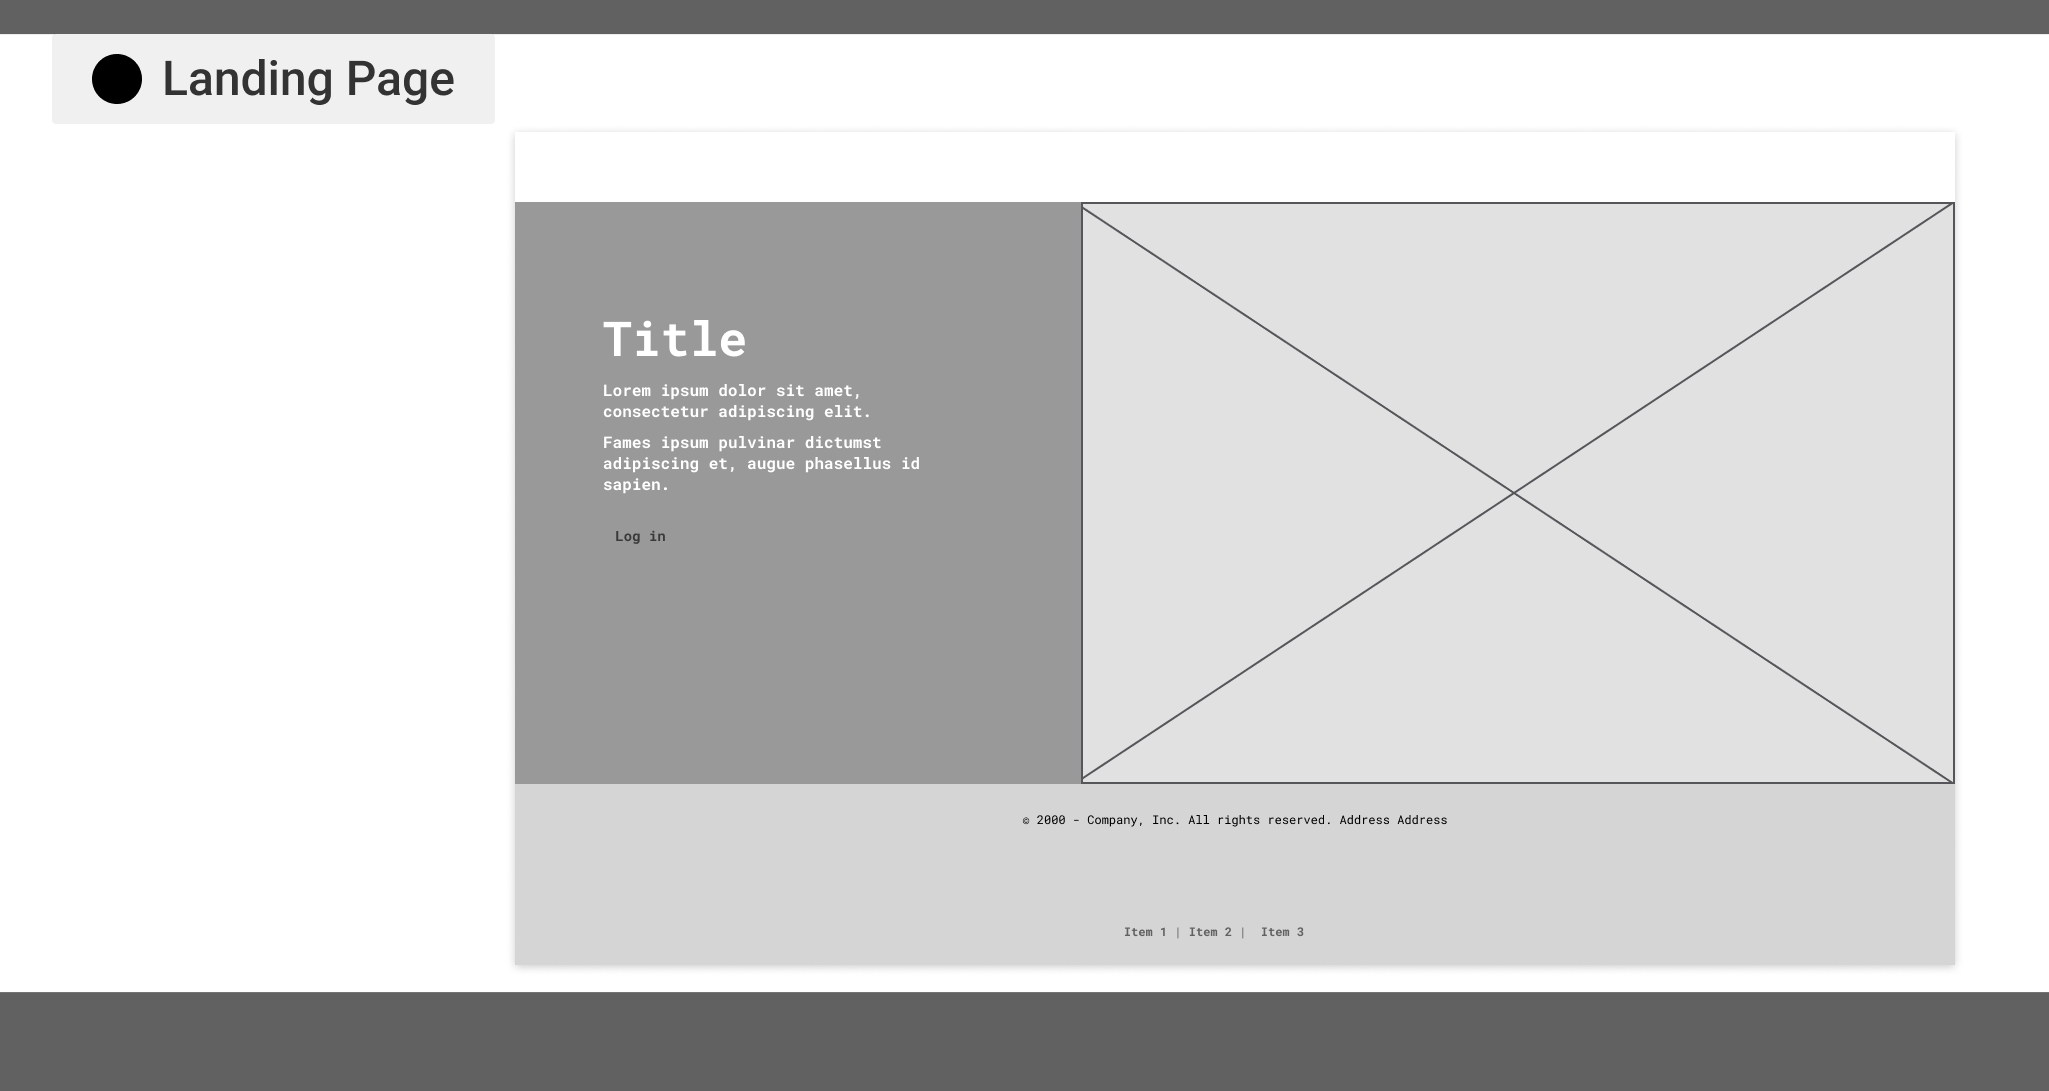 Landing Page
Title
Lorem ipsum dolor sit amet,
consectetur adipiscing elit.
Fames ipsum pulvinar dictumst
adipiscing et, augue phasellus id
sapien.
Log in
© 2000 - Company, Inc. All rights reserved. Address Address
Item 1 | Item 2 |  Item 3